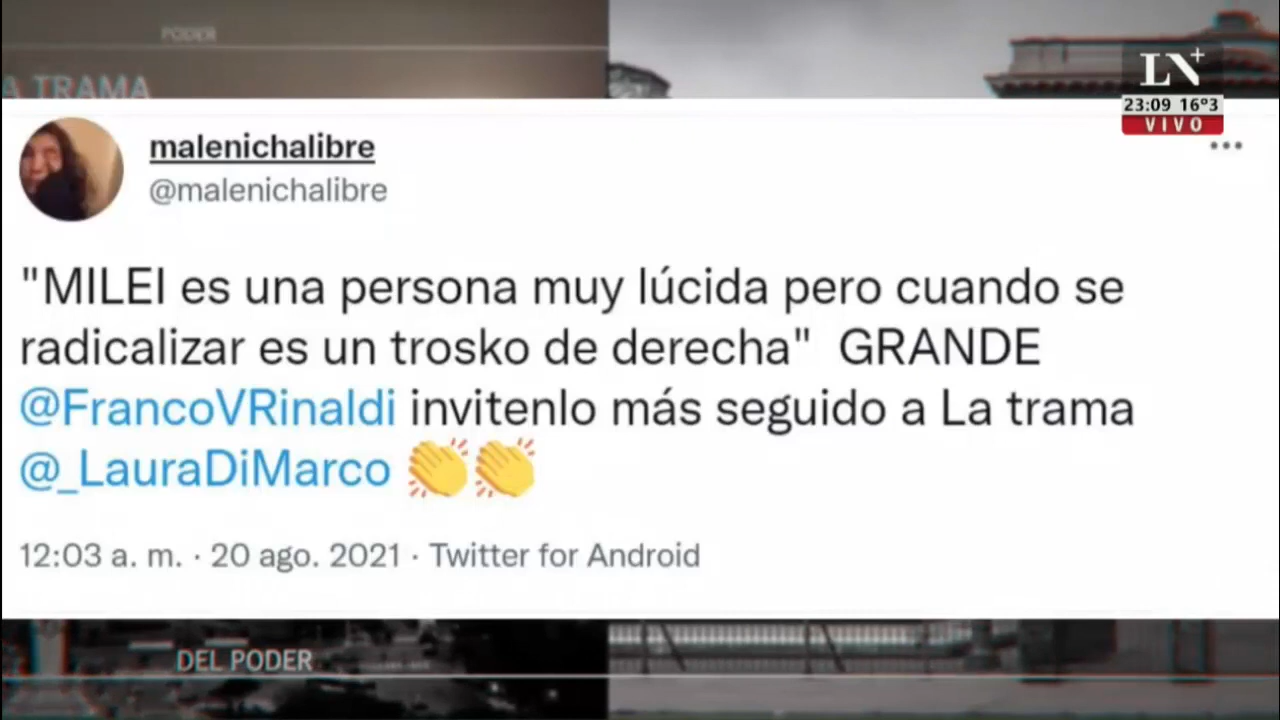 PODER
A TRAMA
LN+
23:09 16°3
VIVO
malenichalibre
@malenichalibre
"MILEI es una persona muy lúcida pero cuando se
radicalizar es un trosko de derecha" GRANDE
@FrancoVRinaldi invitenlo más seguido a La trama
@_LauraDiMarco 👏👏
12:03 a. m. · 20 ago. 2021 · Twitter for Android
DEL PODER